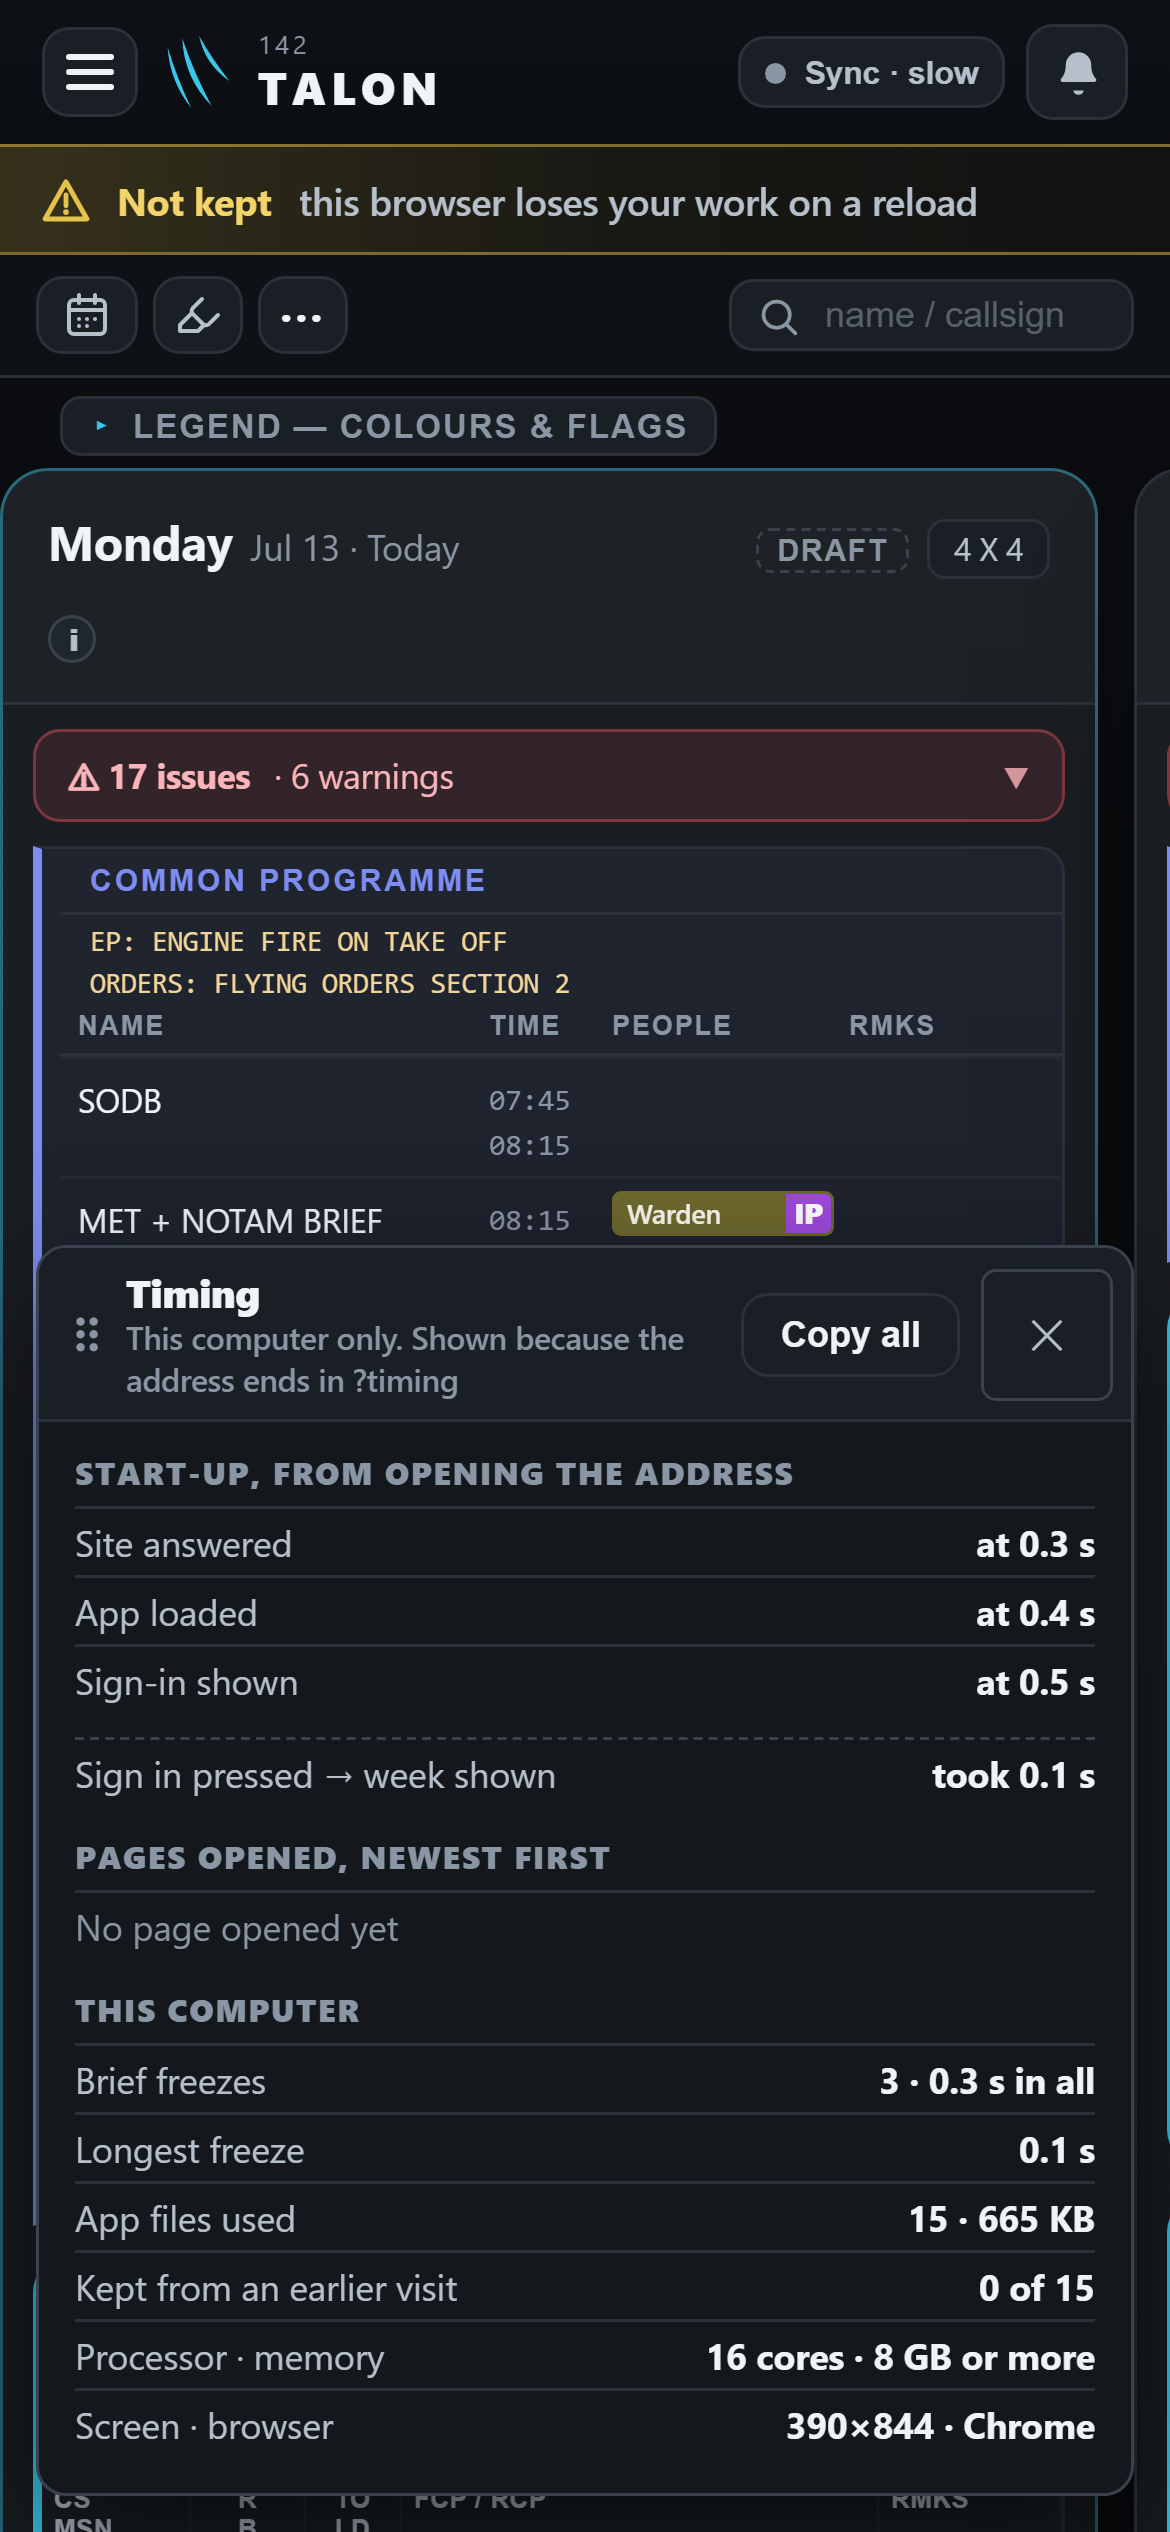 142
TALON
Sync · slow
Not kept this browser loses your work on a reload
name / callsign
LEGEND — COLOURS & FLAGS
Monday Jul 13 · Today
DRAFT
4 X 4
i
17 issues · 6 warnings
COMMON PROGRAMME
EP: ENGINE FIRE ON TAKE OFF
ORDERS: FLYING ORDERS SECTION 2
NAME TIME PEOPLE RMKS
SODB 07:45
08:15
MET + NOTAM BRIEF 08:15 Warden IP
Timing
This computer only. Shown because the
address ends in ?timing
Copy all
START-UP, FROM OPENING THE ADDRESS
Site answered at 0.3 s
App loaded at 0.4 s
Sign-in shown at 0.5 s
Sign in pressed → week shown took 0.1 s
PAGES OPENED, NEWEST FIRST
No page opened yet
THIS COMPUTER
Brief freezes 3 · 0.3 s in all
Longest freeze 0.1 s
App files used 15 · 665 KB
Kept from an earlier visit 0 of 15
Processor · memory 16 cores · 8 GB or more
Screen · browser 390×844 · Chrome
CS R TO FCP / RCP RMKS
MSN B LD